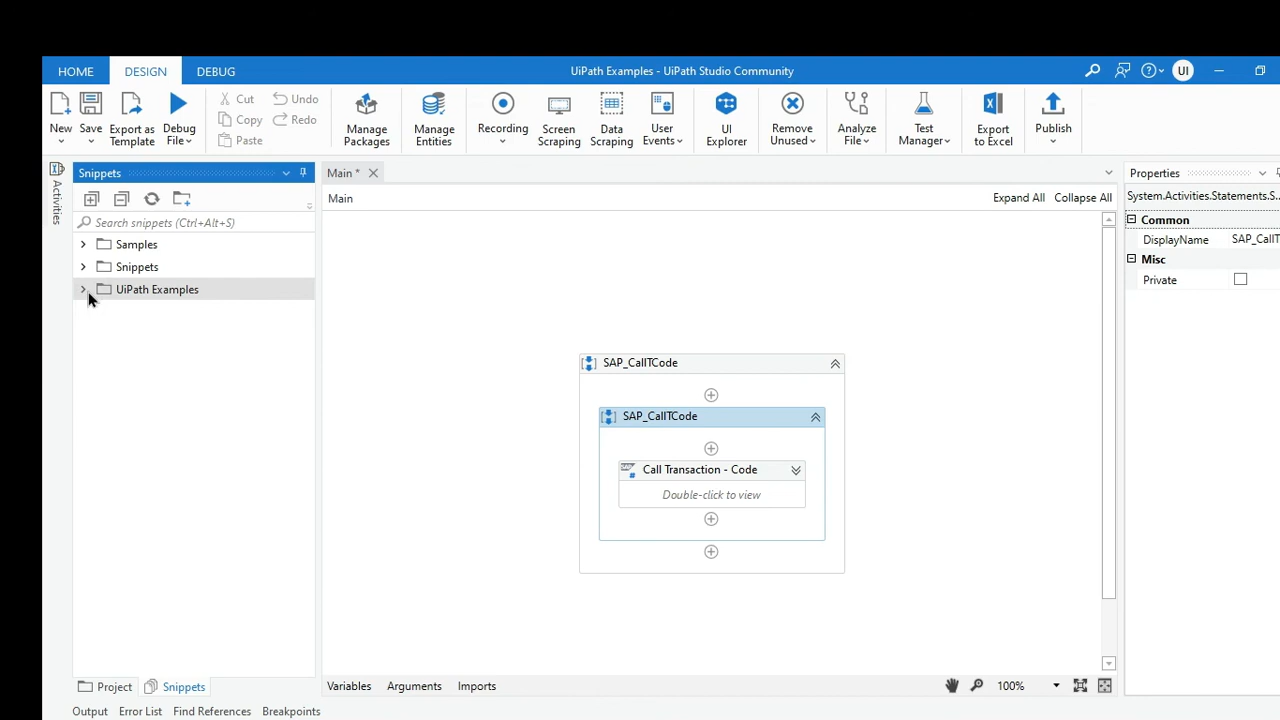 HOME DESIGN DEBUG UiPath Examples - UiPath Studio Community UI
New Save Export as Template Debug File Cut Copy Paste Undo Redo Manage Packages Manage Entities Recording Screen Scraping Data Scraping User Events UI Explorer Remove Unused Analyze File Test Manager Export to Excel Publish
Activities
Snippets
Search snippets (Ctrl+Alt+S)
Samples
Snippets
UiPath Examples
Project Snippets
Main *
Main Expand All Collapse All
SAP_CallTCode
SAP_CallTCode
Call Transaction - Code
Double-click to view
Variables Arguments Imports 100%
Properties
System.Activities.Statements.S...
Common
DisplayName SAP_CallT
Misc
Private
Output Error List Find References Breakpoints